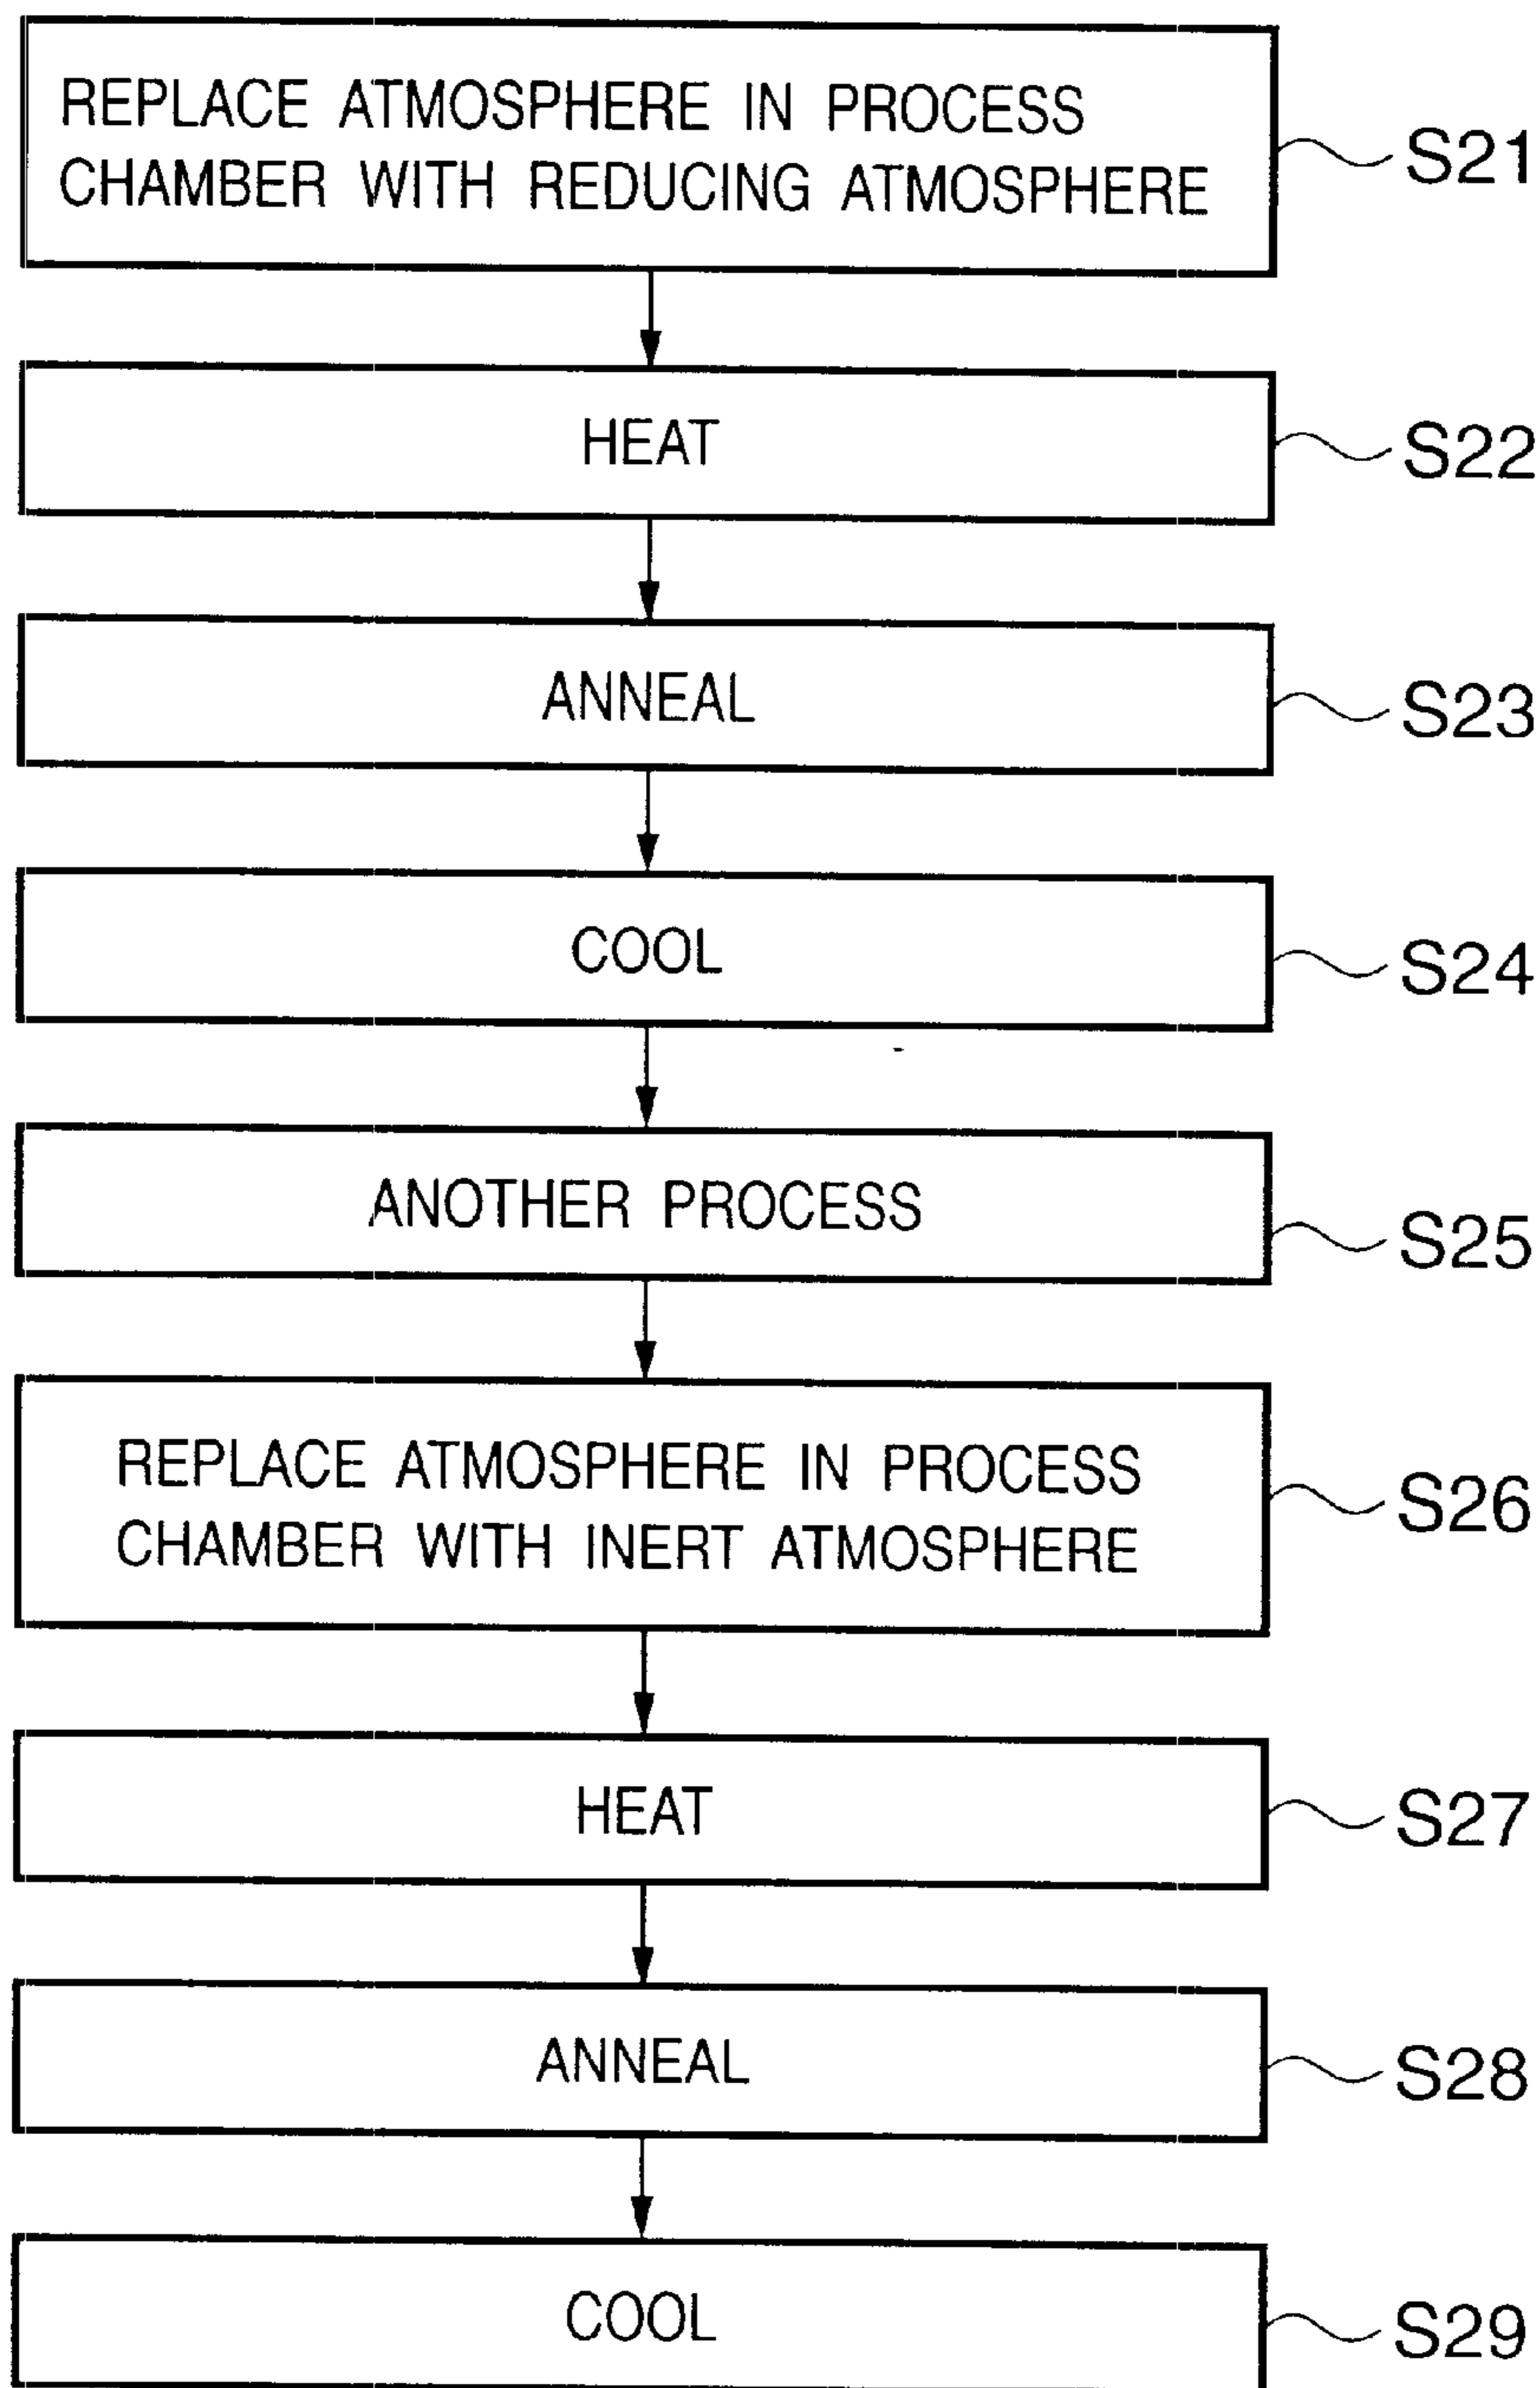 REPLACE ATMOSPHERE IN PROCESS
CHAMBER WITH REDUCING ATMOSPHERE
S21
HEAT
S22
ANNEAL
S23
COOL
S24
ANOTHER PROCESS
S25
REPLACE ATMOSPHERE IN PROCESS
CHAMBER WITH INERT ATMOSPHERE
S26
HEAT
S27
ANNEAL
S28
COOL
S29